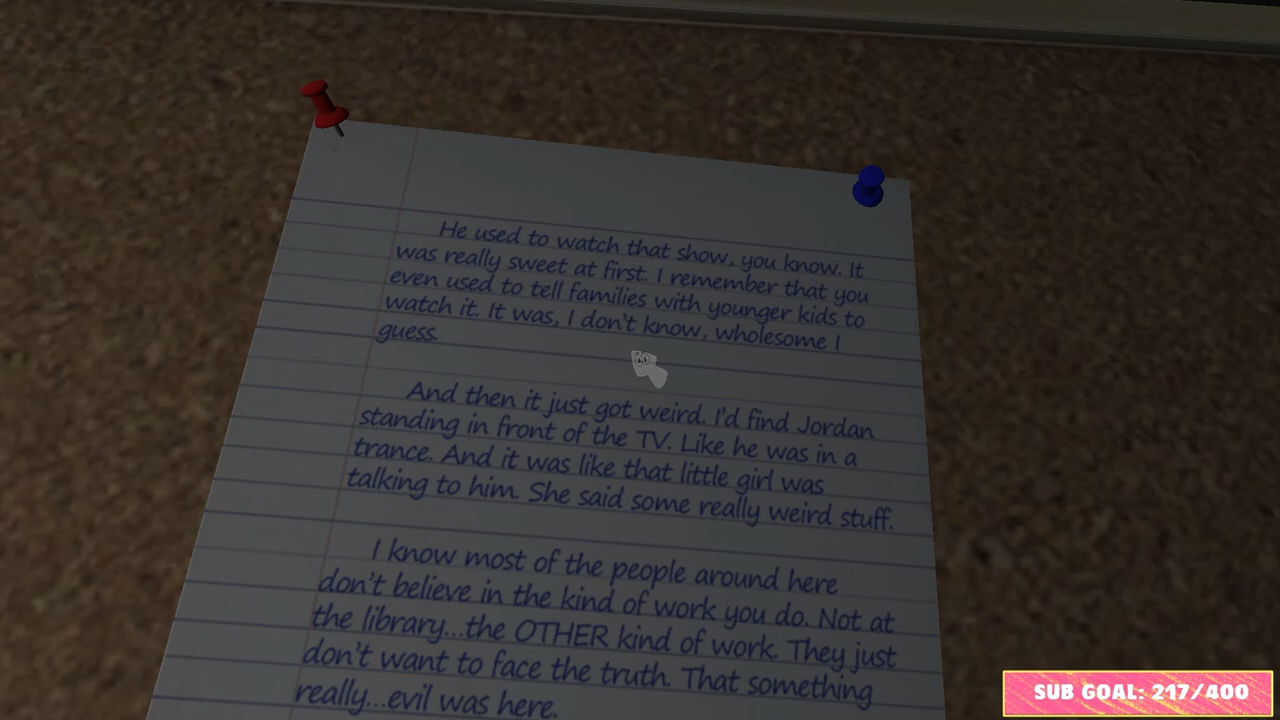 He used to watch that show, you know. It
was really sweet at first. I remember that you
even used to tell families with younger kids to
watch it. It was, I don't know, wholesome I
guess.
And then it just got weird. I'd find Jordan
standing in front of the TV. Like he was in a
trance. And it was like that little girl was
talking to him. She said some really weird stuff.
I know most of the people around here
don't believe in the kind of work you do. Not at
the library...the OTHER kind of work. They just
don't want to face the truth. That something
really...evil was here.
SUB GOAL: 217/400